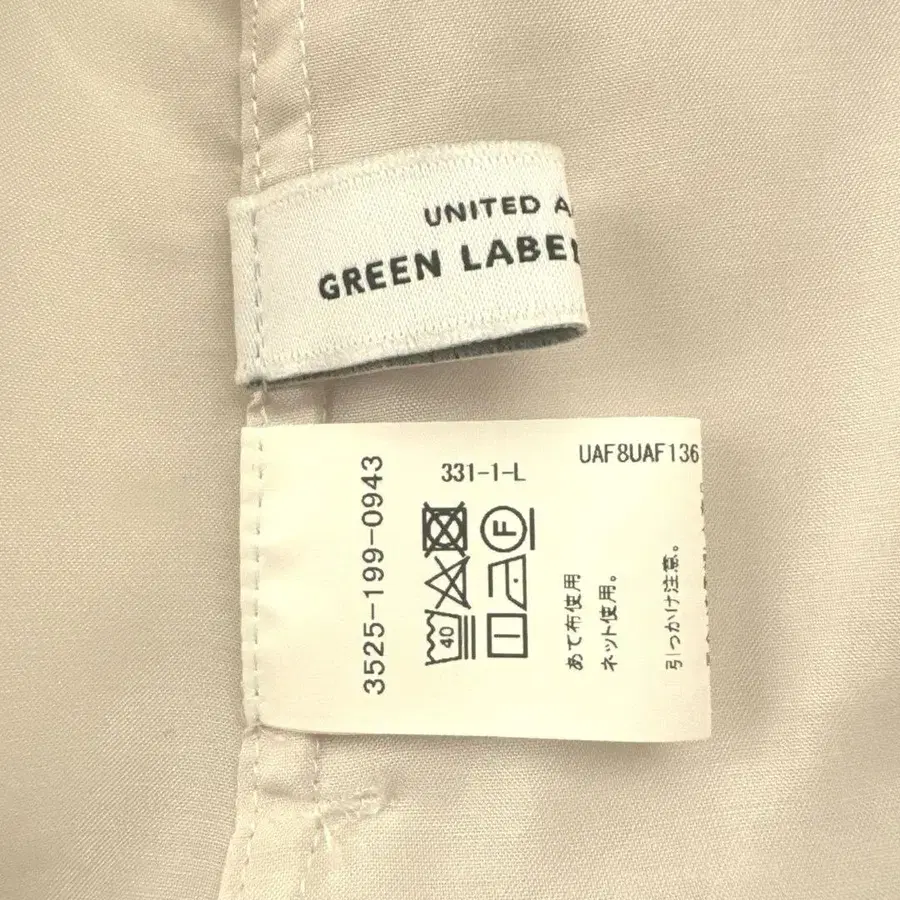 UNITED A
GREEN LABEL
3525-199-0943
331-1-L
UAF8UAF136
F
40
あて布使用
ネット使用。
引っかけ注意。